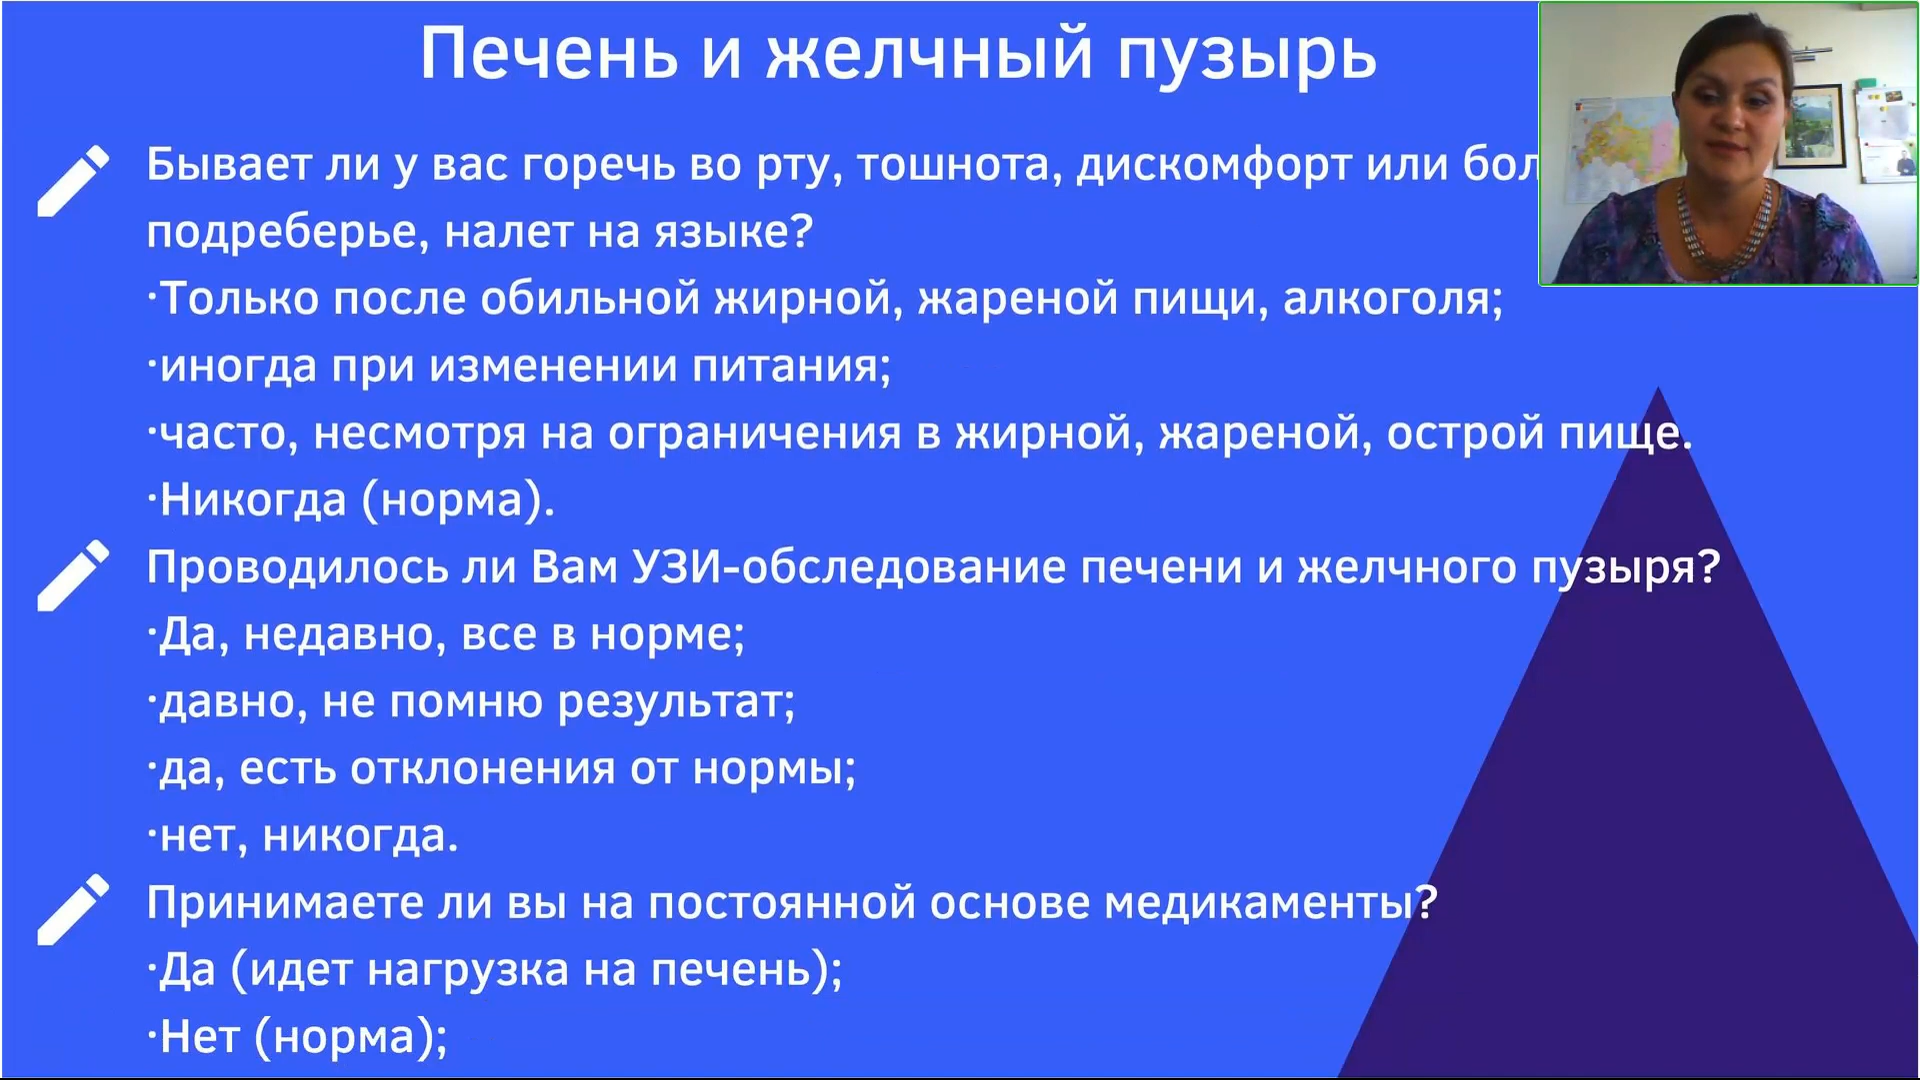 Печень и желчный пузырь
Бывает ли у вас горечь во рту, тошнота, дискомфорт или
подреберье, налет на языке?
·Только после обильной жирной, жареной пищи, алкоголя;
·иногда при изменении питания;
·часто, несмотря на ограничения в жирной, жареной, острой пище.
·Никогда (норма).
Проводилось ли Вам УЗИ-обследование печени и желчного пузыря?
·Да, недавно, все в норме;
·давно, не помню результат;
·да, есть отклонения от нормы;
·нет, никогда.
Принимаете ли вы на постоянной основе медикаменты?
·Да (идет нагрузка на печень);
·Нет (норма);